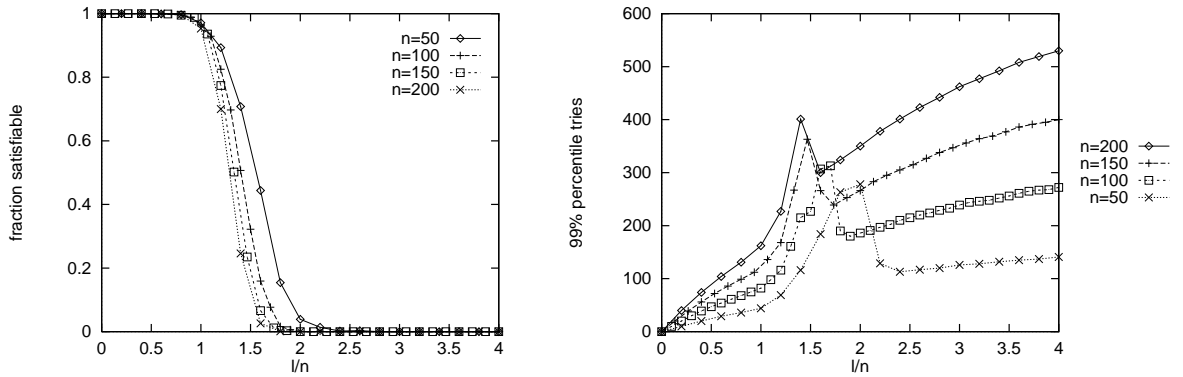 fraction satisfiable
1
0.8
0.6
0.4
0.2
0
0 0.5 1 1.5 2 2.5 3 3.5 4
l/n
n=50
n=100
n=150
n=200
99% percentile tries
600
500
400
300
200
100
0
0 0.5 1 1.5 2 2.5 3 3.5 4
l/n
n=200
n=150
n=100
n=50